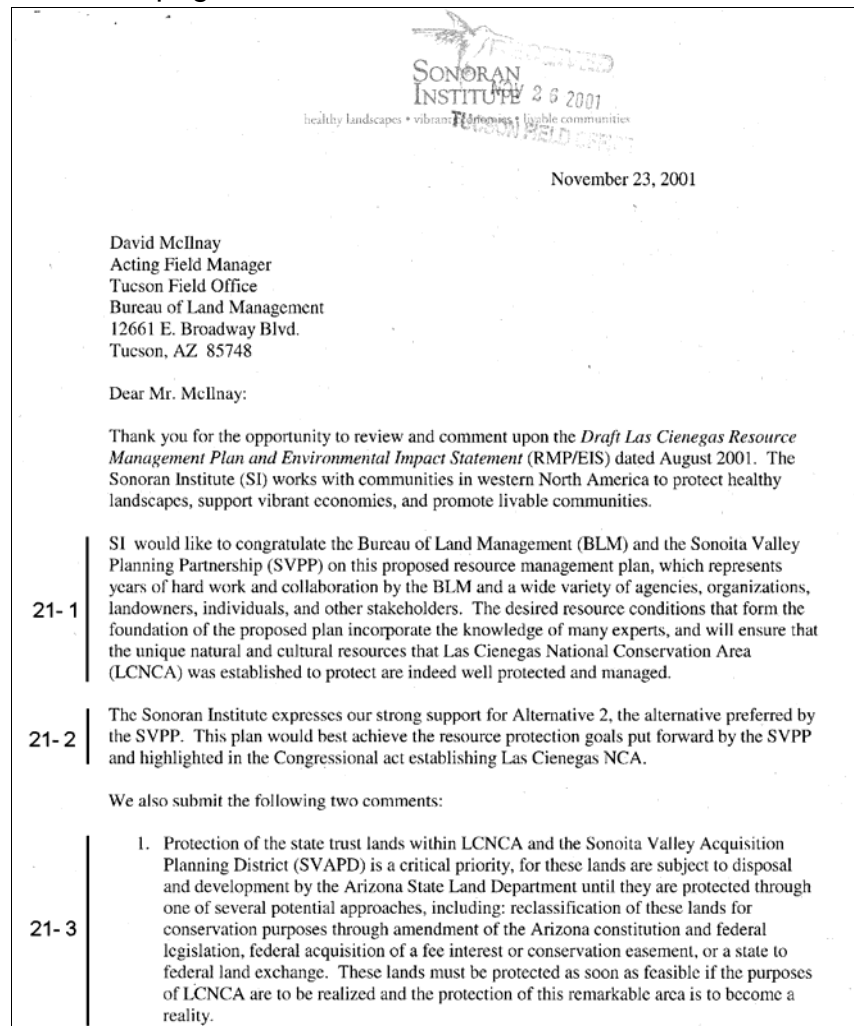 SONORAN
INSTITUTE
NOV 26 2001
healthy landscapes • vibrant economies • livable communities
TUCSON FIELD OFFICE
November 23, 2001
David McIlnay
Acting Field Manager
Tucson Field Office
Bureau of Land Management
12661 E. Broadway Blvd.
Tucson, AZ 85748
Dear Mr. McIlnay:
Thank you for the opportunity to review and comment upon the Draft Las Cienegas Resource
Management Plan and Environmental Impact Statement (RMP/EIS) dated August 2001. The
Sonoran Institute (SI) works with communities in western North America to protect healthy
landscapes, support vibrant economies, and promote livable communities.
SI would like to congratulate the Bureau of Land Management (BLM) and the Sonoita Valley
Planning Partnership (SVPP) on this proposed resource management plan, which represents
years of hard work and collaboration by the BLM and a wide variety of agencies, organizations,
21- 1 landowners, individuals, and other stakeholders. The desired resource conditions that form the
foundation of the proposed plan incorporate the knowledge of many experts, and will ensure that
the unique natural and cultural resources that Las Cienegas National Conservation Area
(LCNCA) was established to protect are indeed well protected and managed.
The Sonoran Institute expresses our strong support for Alternative 2, the alternative preferred by
21- 2 the SVPP. This plan would best achieve the resource protection goals put forward by the SVPP
and highlighted in the Congressional act establishing Las Cienegas NCA.
We also submit the following two comments:
1. Protection of the state trust lands within LCNCA and the Sonoita Valley Acquisition
Planning District (SVAPD) is a critical priority, for these lands are subject to disposal
and development by the Arizona State Land Department until they are protected through
one of several potential approaches, including: reclassification of these lands for
21- 3 conservation purposes through amendment of the Arizona constitution and federal
legislation, federal acquisition of a fee interest or conservation easement, or a state to
federal land exchange. These lands must be protected as soon as feasible if the purposes
of LCNCA are to be realized and the protection of this remarkable area is to become a
reality.